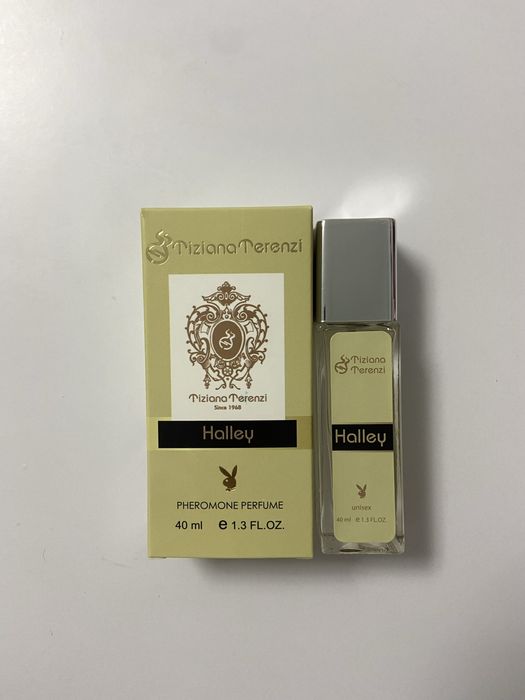 Tiziana Terenzi
Tiziana Terenzi
Since 1968
Halley
PHEROMONE PERFUME
40 ml e 1.3 FL.OZ.
Tiziana
Terenzi
Halley
unisex
40 ml e 1.3 FL.OZ.